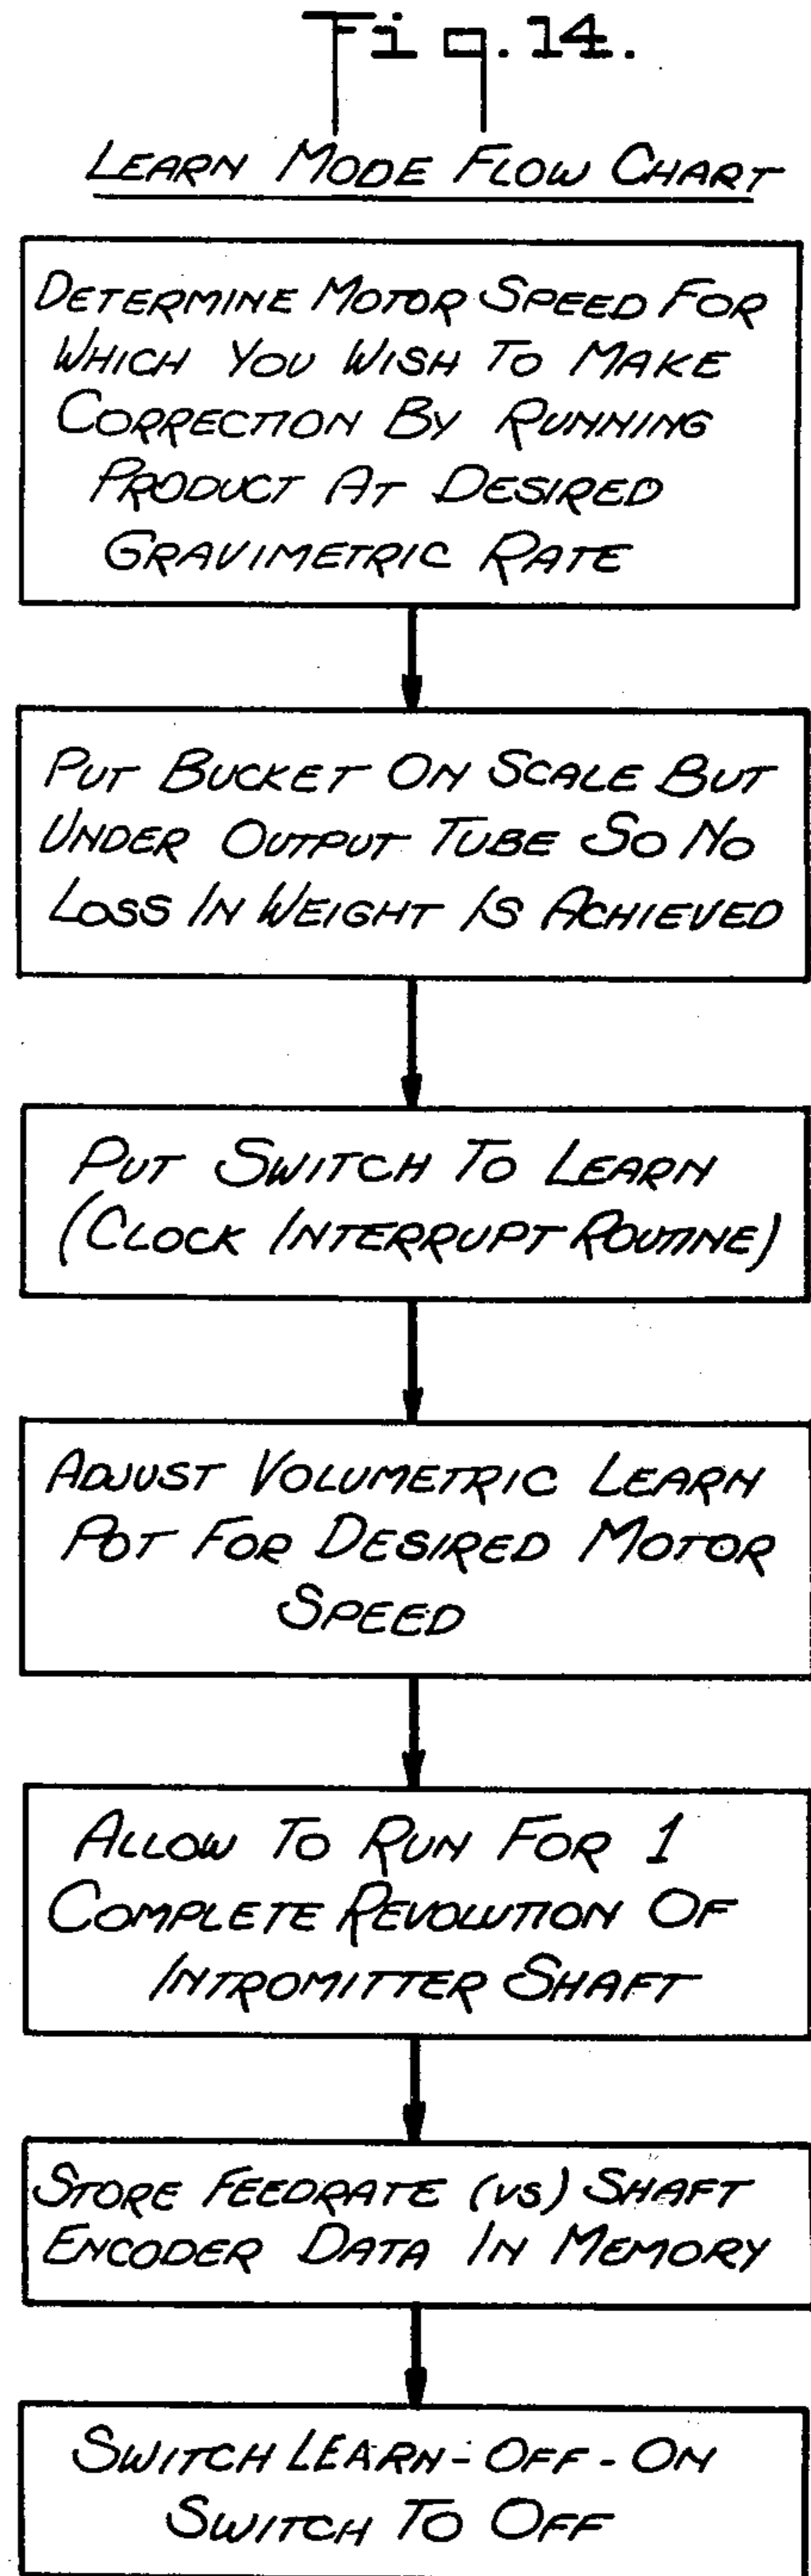 Fig. 14.
LEARN MODE FLOW CHART
DETERMINE MOTOR SPEED FOR
WHICH YOU WISH TO MAKE
CORRECTION BY RUNNING
PRODUCT AT DESIRED
GRAVIMETRIC RATE
PUT BUCKET ON SCALE BUT
UNDER OUTPUT TUBE SO NO
LOSS IN WEIGHT IS ACHIEVED
PUT SWITCH TO LEARN
(CLOCK INTERRUPT ROUTINE)
ADJUST VOLUMETRIC LEARN
POT FOR DESIRED MOTOR
SPEED
ALLOW TO RUN FOR 1
COMPLETE REVOLUTION OF
INTROMITTER SHAFT
STORE FEEDRATE (VS) SHAFT
ENCODER DATA IN MEMORY
SWITCH LEARN-OFF-ON
SWITCH TO OFF